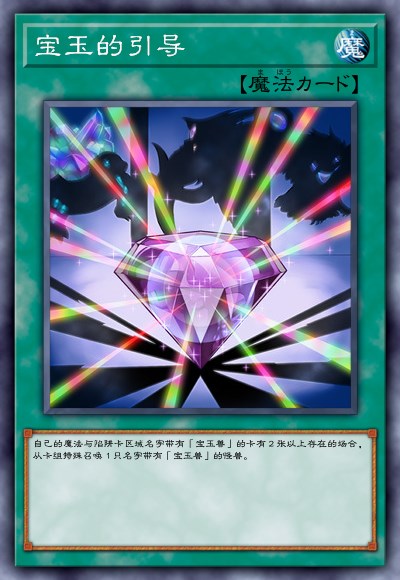 宝玉的引导
魔
【魔法カード】
ま ほう
自己的魔法与陷阱卡区域名字带有「宝玉兽」的卡有2张以上存在的场合，
从卡组特殊召唤1只名字带有「宝玉兽」的怪兽。